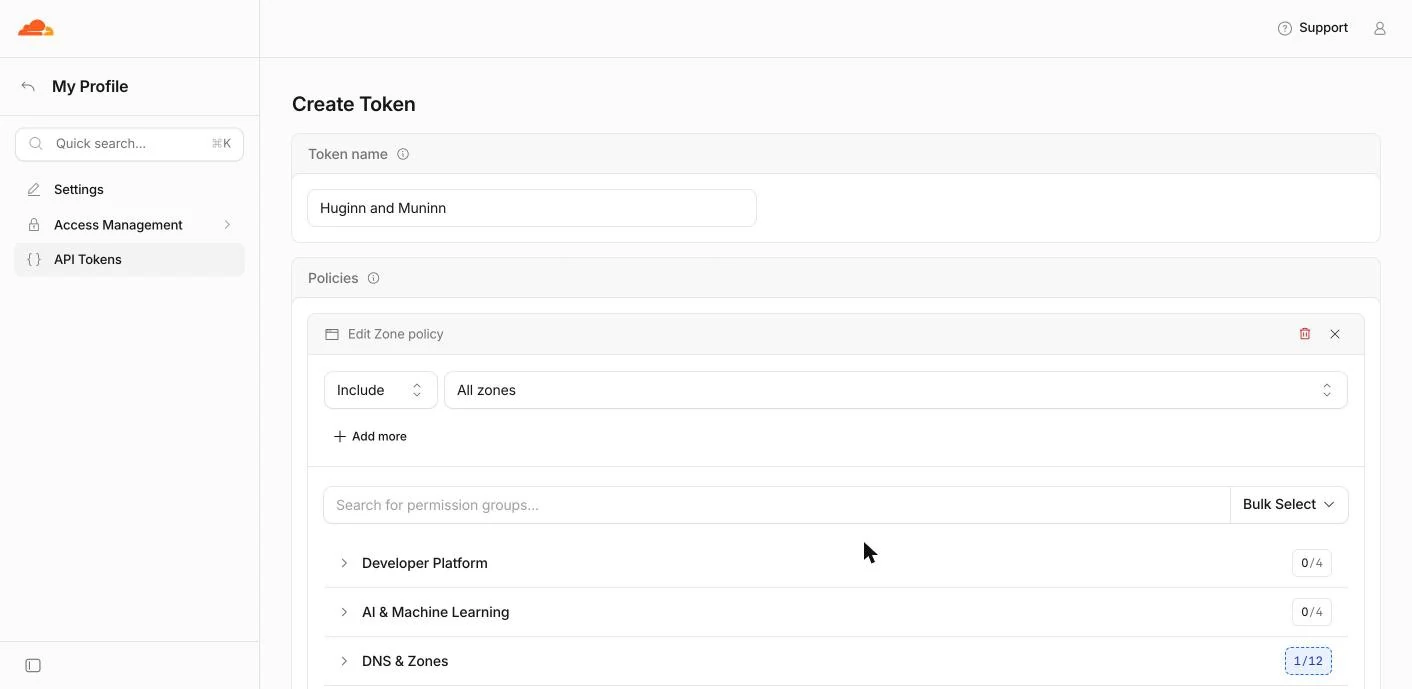 Support
My Profile
Create Token
Quick search... ⌘K
Token name
Settings
Huginn and Muninn
Access Management
API Tokens
Policies
Edit Zone policy
Include All zones
Add more
Search for permission groups... Bulk Select
Developer Platform 0/4
AI & Machine Learning 0/4
DNS & Zones 1/12